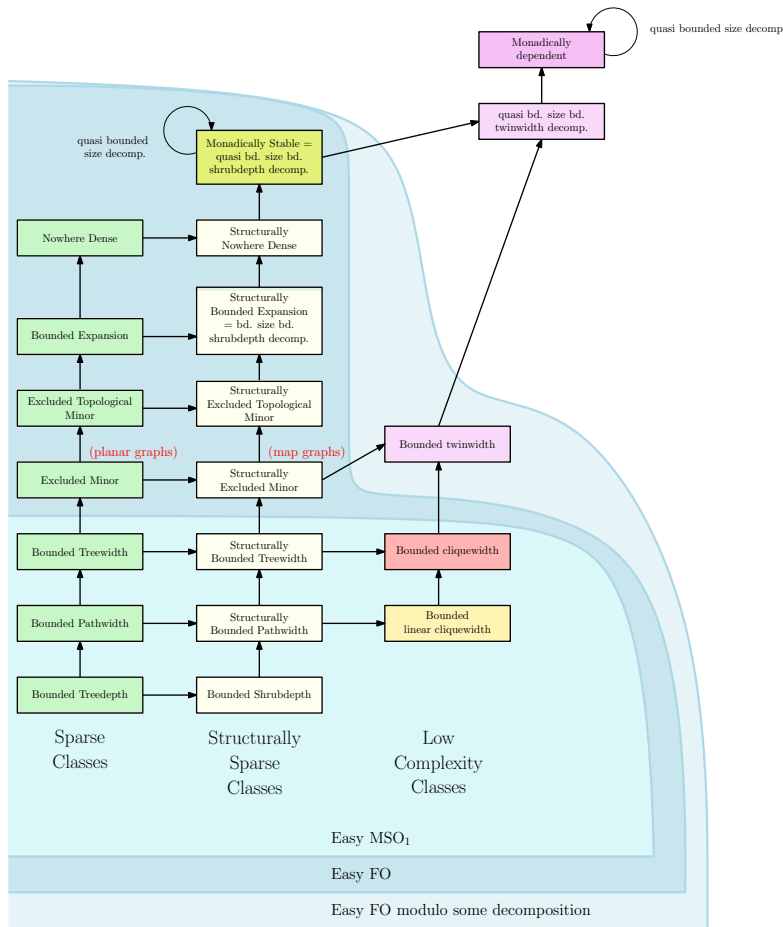 quasi bounded size decomp
Monadically
dependent
quasi bd. size bd.
twinwidth decomp.
quasi bounded
size decomp.
Monadically Stable =
quasi bd. size bd.
shrubdepth decomp.
Nowhere Dense
Structurally
Nowhere Dense
Bounded Expansion
Structurally
Bounded Expansion
= bd. size bd.
shrubdepth decomp.
Excluded Topological
Minor
Structurally
Excluded Topological
Minor
(planar graphs)
(map graphs)
Bounded twinwidth
Excluded Minor
Structurally
Excluded Minor
Bounded Treewidth
Structurally
Bounded Treewidth
Bounded cliquewidth
Bounded Pathwidth
Structurally
Bounded Pathwidth
Bounded
linear cliquewidth
Bounded Treedepth
Bounded Shrubdepth
Sparse
Classes
Structurally
Sparse
Classes
Low
Complexity
Classes
Easy MSO₁
Easy FO
Easy FO modulo some decomposition